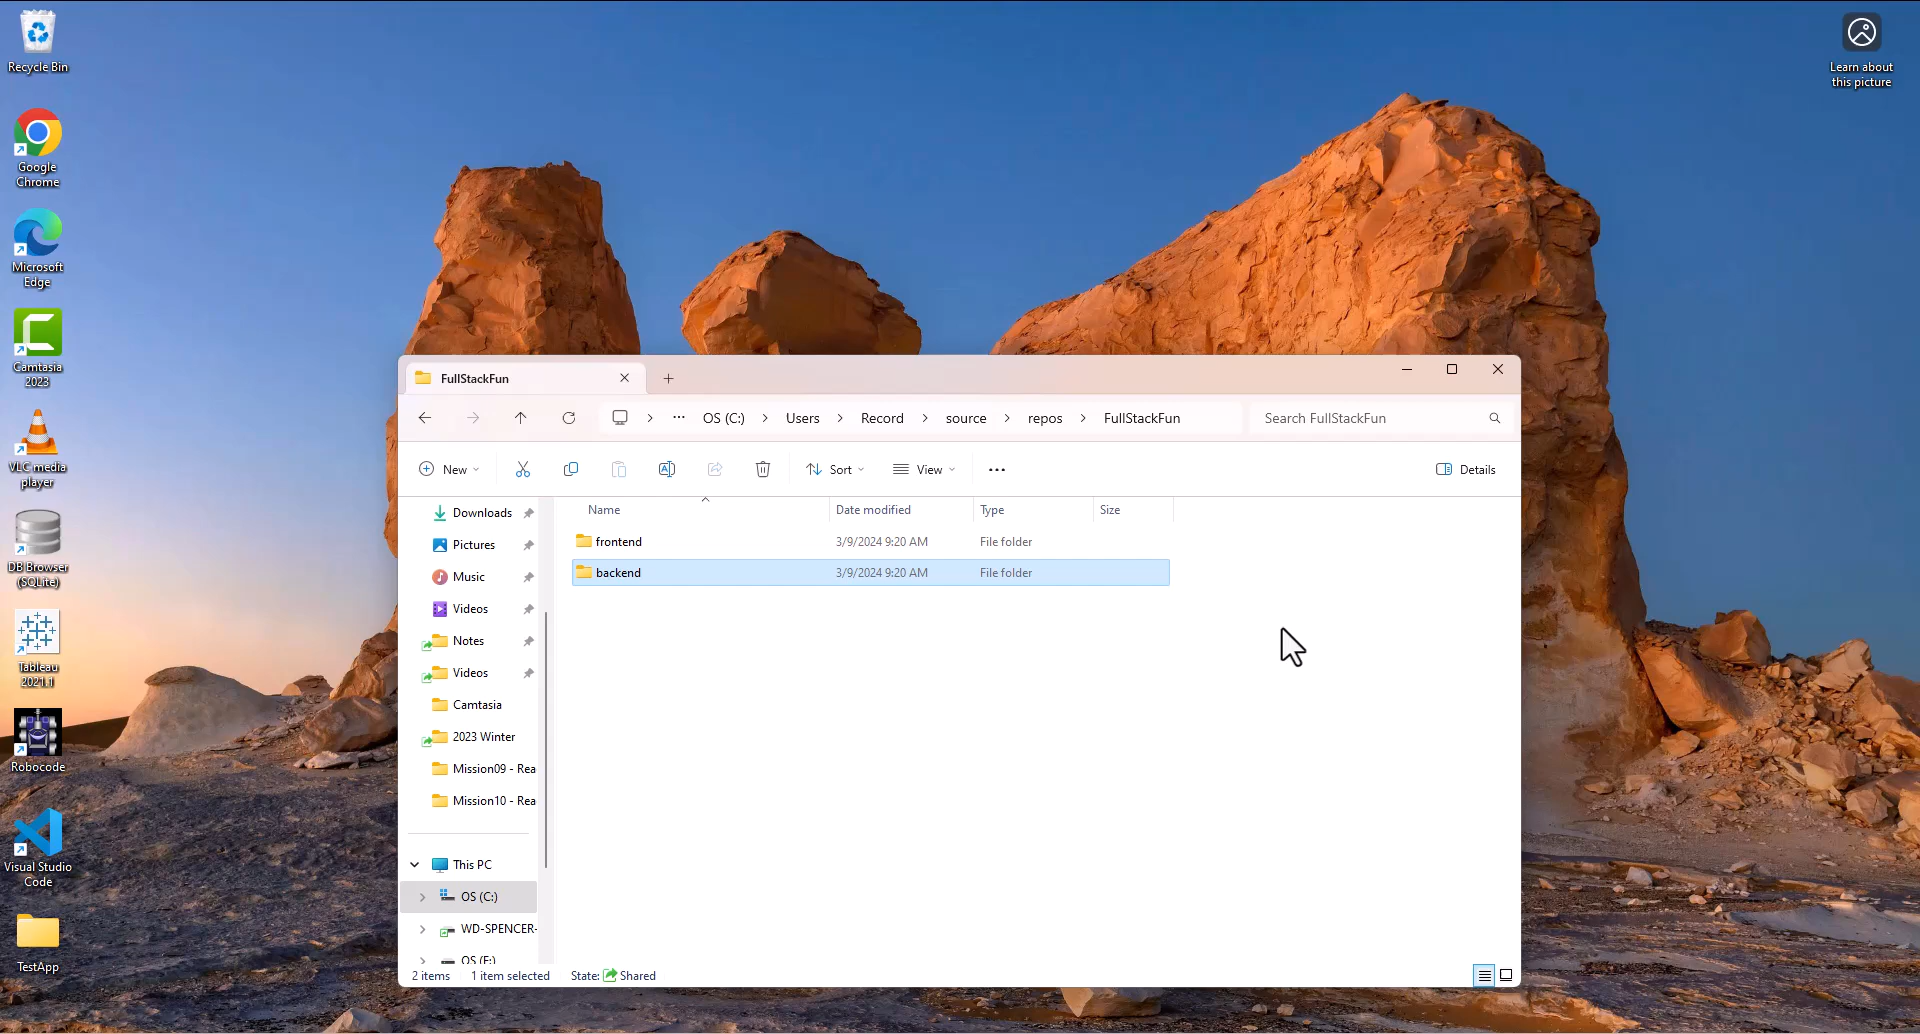 Recycle Bin
Google
Chrome
Microsoft
Edge
Camtasia
2023
VLC media
player
DB Browser
(SQLite)
Tableau
2021.1
Robocode
Visual Studio
Code
TestApp
Learn about
this picture
FullStackFun
OS (C:)
Users
Record
source
repos
FullStackFun
Search FullStackFun
New
Sort
View
Details
Downloads
Pictures
Music
Videos
Notes
Videos
Camtasia
2023 Winter
Mission09 - Rea
Mission10 - Rea
This PC
OS (C:)
WD-SPENCER-
OS (F:)
Name Date modified Type Size
frontend 3/9/2024 9:20 AM File folder
backend 3/9/2024 9:20 AM File folder
2 items 1 item selected State: Shared